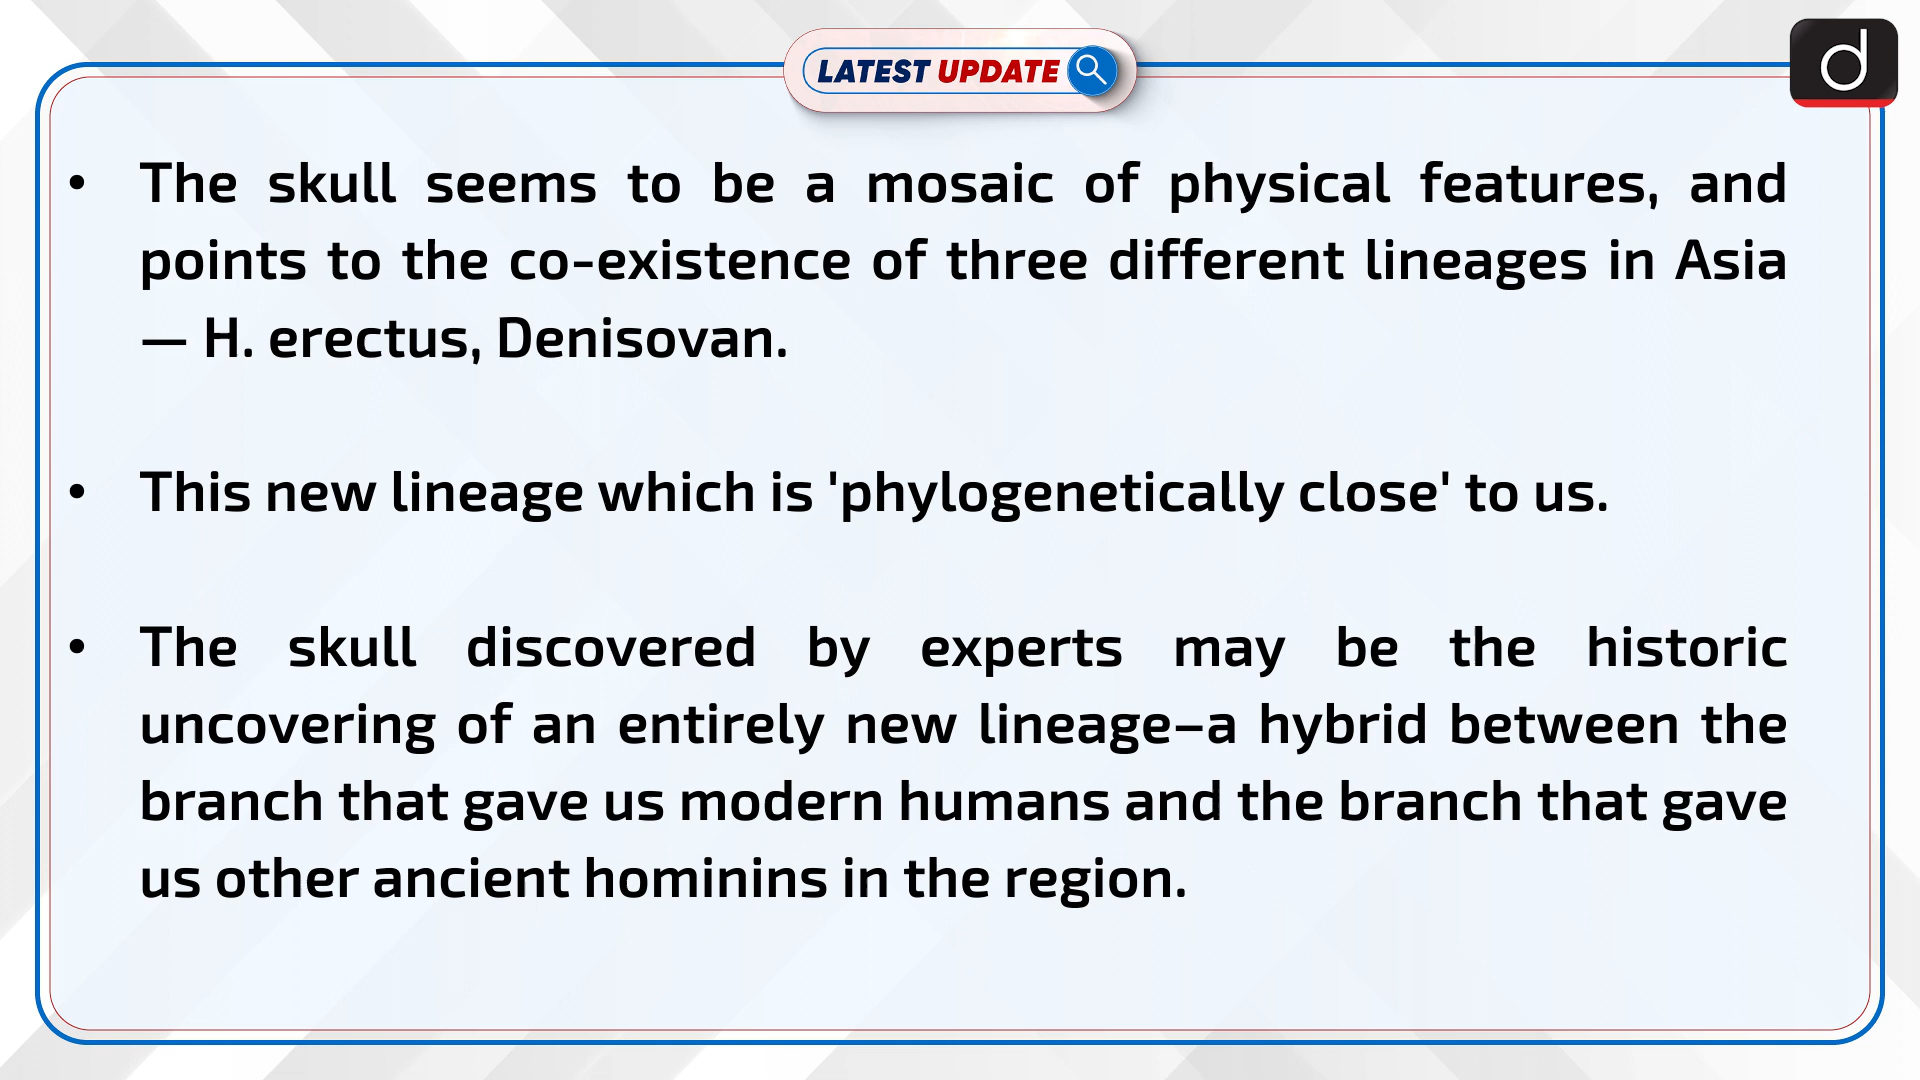 LATEST UPDATE
d
• The skull seems to be a mosaic of physical features, and
points to the co-existence of three different lineages in Asia
— H. erectus, Denisovan.
• This new lineage which is 'phylogenetically close' to us.
• The skull discovered by experts may be the historic
uncovering of an entirely new lineage–a hybrid between the
branch that gave us modern humans and the branch that gave
us other ancient hominins in the region.